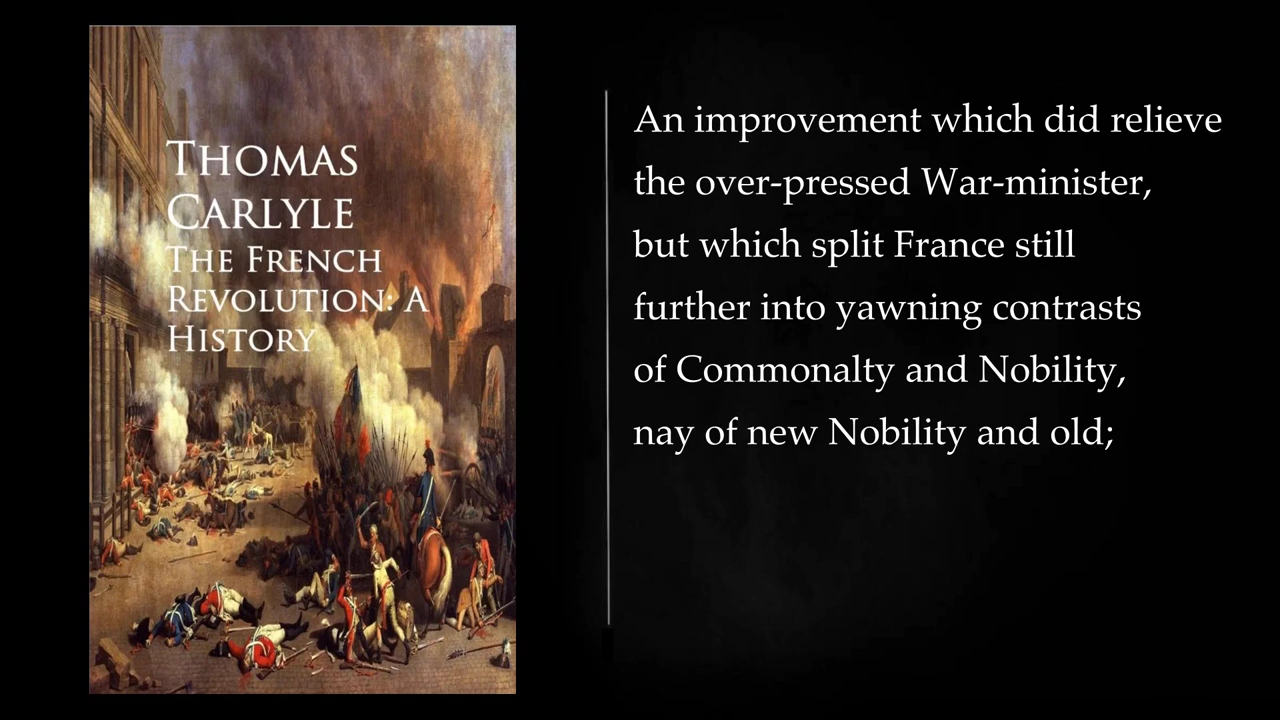 THOMAS
CARLYLE
THE FRENCH
REVOLUTION: A
HISTORY
An improvement which did relieve
the over-pressed War-minister,
but which split France still
further into yawning contrasts
of Commonalty and Nobility,
nay of new Nobility and old;